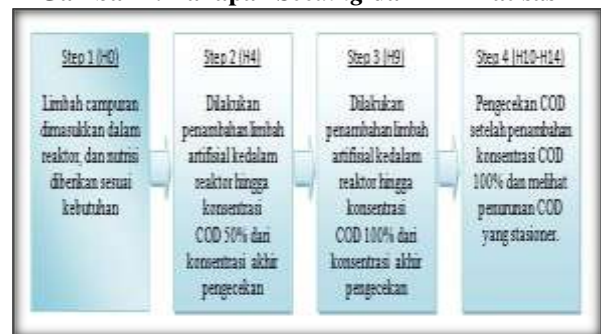 Step 1 (H0)
Limbah campuran
dimasukkan dalam
reaktor, dan nutrisi
diberikan sesuai
kebutuhan
Step 2 (H4)
Dilakukan
penambahan limbah
artifisial kedalam
reaktor hingga
konsentrasi
COD 50% dari
konsentrasi akhir
pengecekan
Step 3 (H9)
Dilakukan
penambahan limbah
artifisial kedalam
reaktor hingga
konsentrasi
COD 100% dari
konsentrasi akhir
pengecekan
Step 4 (H10-H14)
Pengecekan COD
setelah penambahan
konsentrasi COD
100% dan melihat
penurunan COD
yang stasioner.